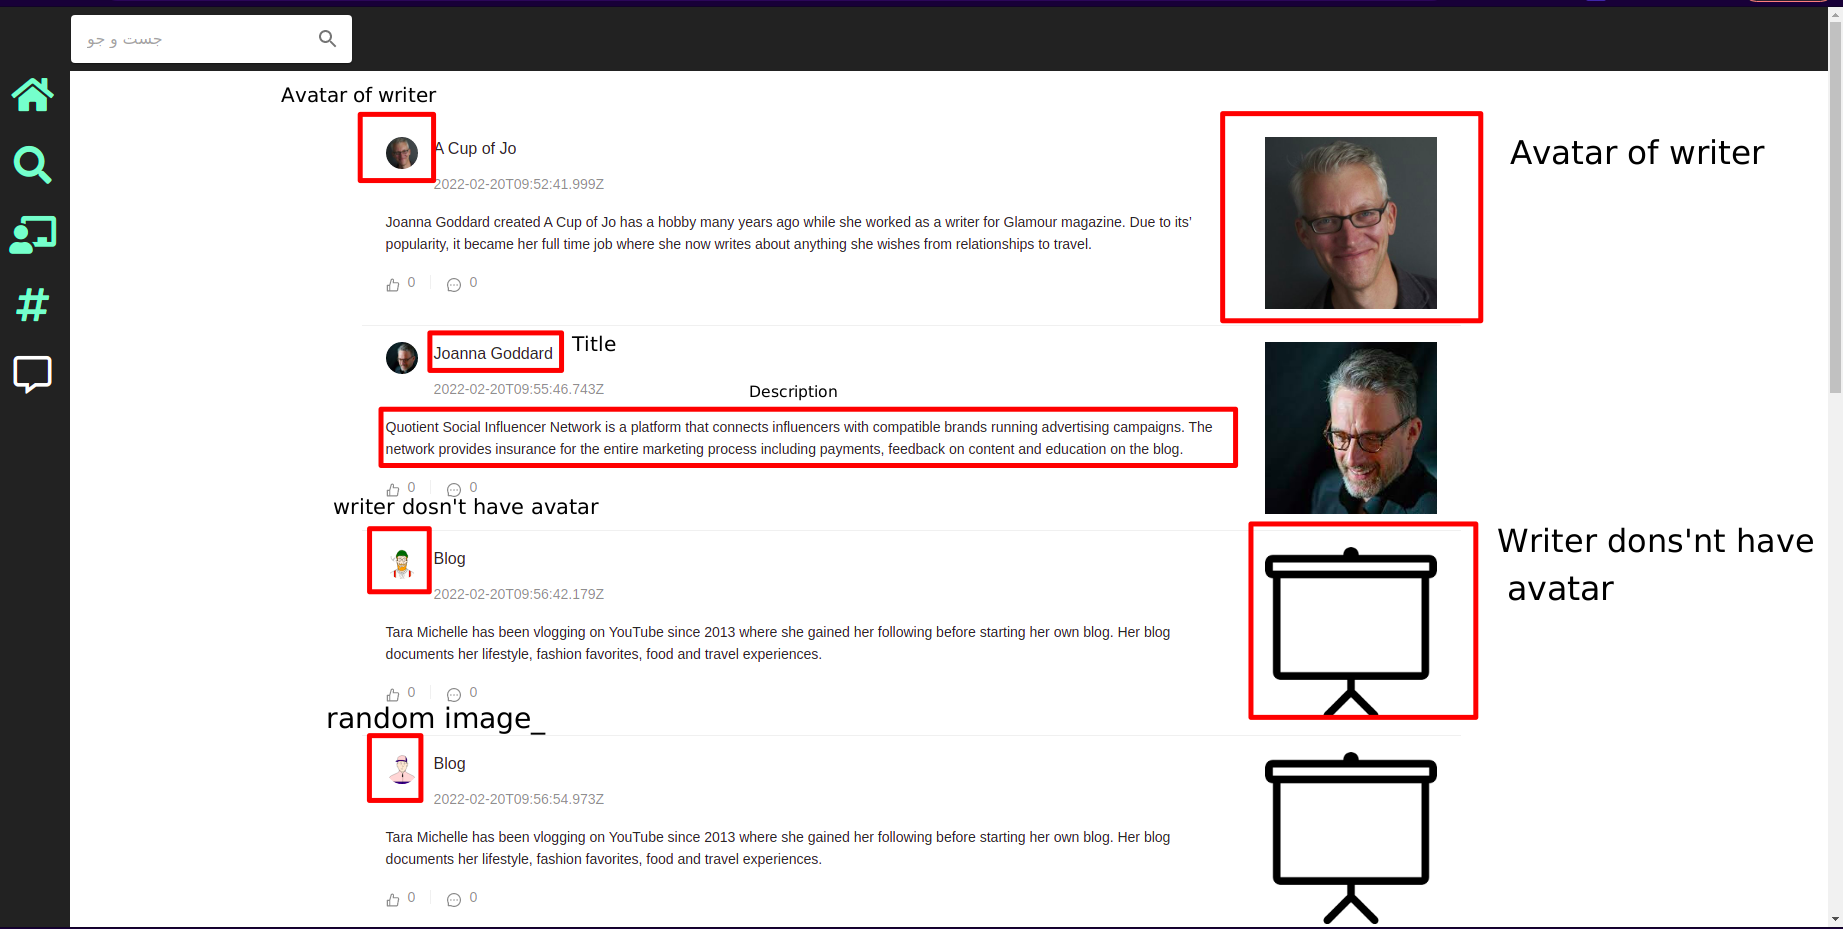 جست و جو
Avatar of writer
A Cup of Jo
2022-02-20T09:52:41.999Z
Avatar of writer
Joanna Goddard created A Cup of Jo has a hobby many years ago while she worked as a writer for Glamour magazine. Due to its'
popularity, it became her full time job where she now writes about anything she wishes from relationships to travel.
0 0
Joanna Goddard
Title
2022-02-20T09:55:46.743Z
Description
Quotient Social Influencer Network is a platform that connects influencers with compatible brands running advertising campaigns. The
network provides insurance for the entire marketing process including payments, feedback on content and education on the blog.
0 0
writer dosn't have avatar
Writer dons'nt have
avatar
Blog
2022-02-20T09:56:42.179Z
Tara Michelle has been vlogging on YouTube since 2013 where she gained her following before starting her own blog. Her blog
documents her lifestyle, fashion favorites, food and travel experiences.
0 0
random image_
Blog
2022-02-20T09:56:54.973Z
Tara Michelle has been vlogging on YouTube since 2013 where she gained her following before starting her own blog. Her blog
documents her lifestyle, fashion favorites, food and travel experiences.
0 0